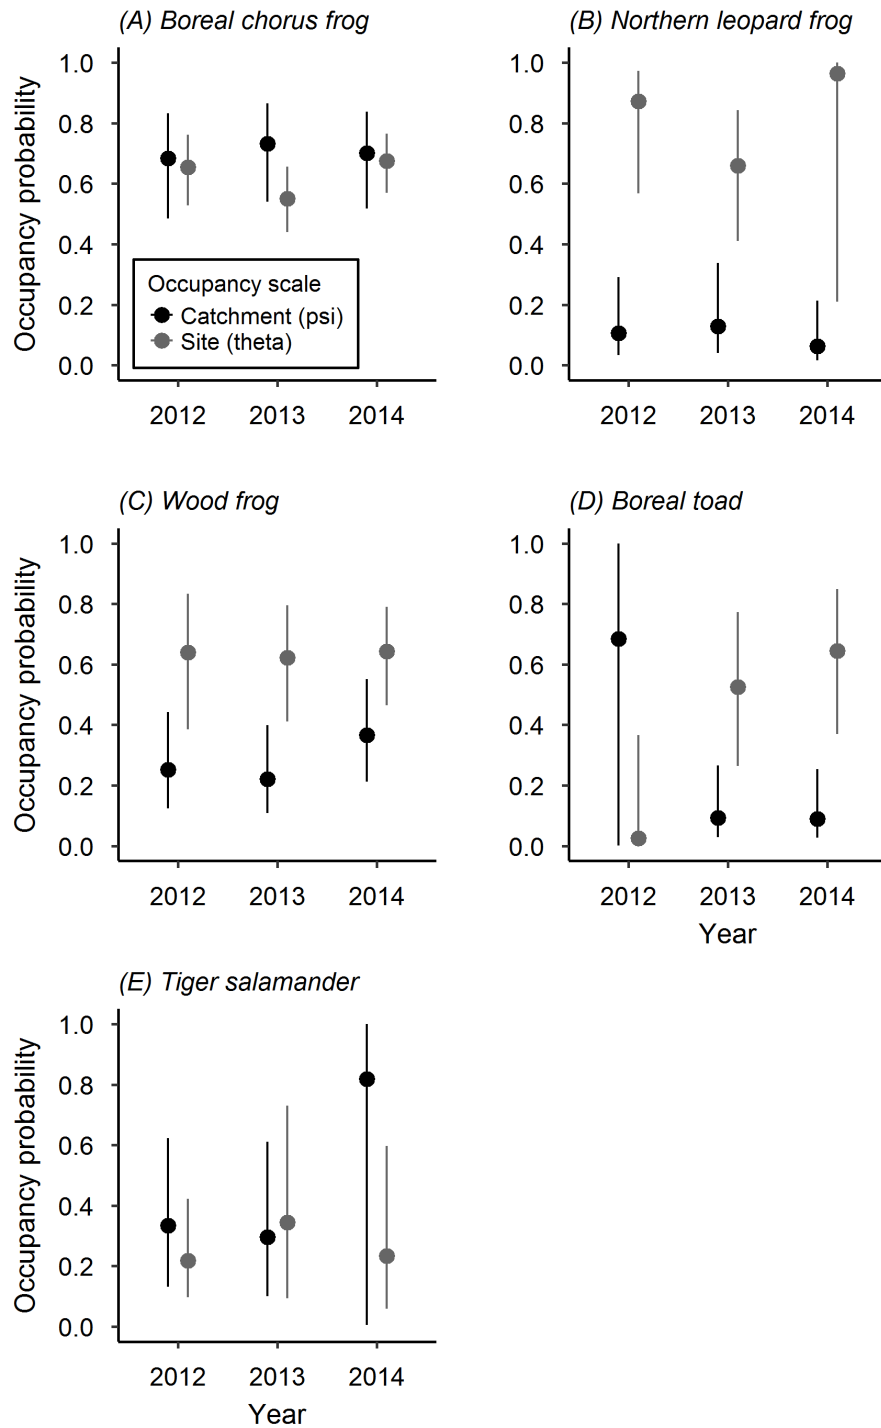 (A) Boreal chorus frog
Occupancy probability
1.0
0.8
0.6
0.4
0.2
0.0
Occupancy scale
Catchment (psi)
Site (theta)
2012 2013 2014
(B) Northern leopard frog
1.0
0.8
0.6
0.4
0.2
0.0
2012 2013 2014
(C) Wood frog
Occupancy probability
1.0
0.8
0.6
0.4
0.2
0.0
2012 2013 2014
(D) Boreal toad
1.0
0.8
0.6
0.4
0.2
0.0
2012 2013 2014
Year
(E) Tiger salamander
Occupancy probability
1.0
0.8
0.6
0.4
0.2
0.0
2012 2013 2014
Year